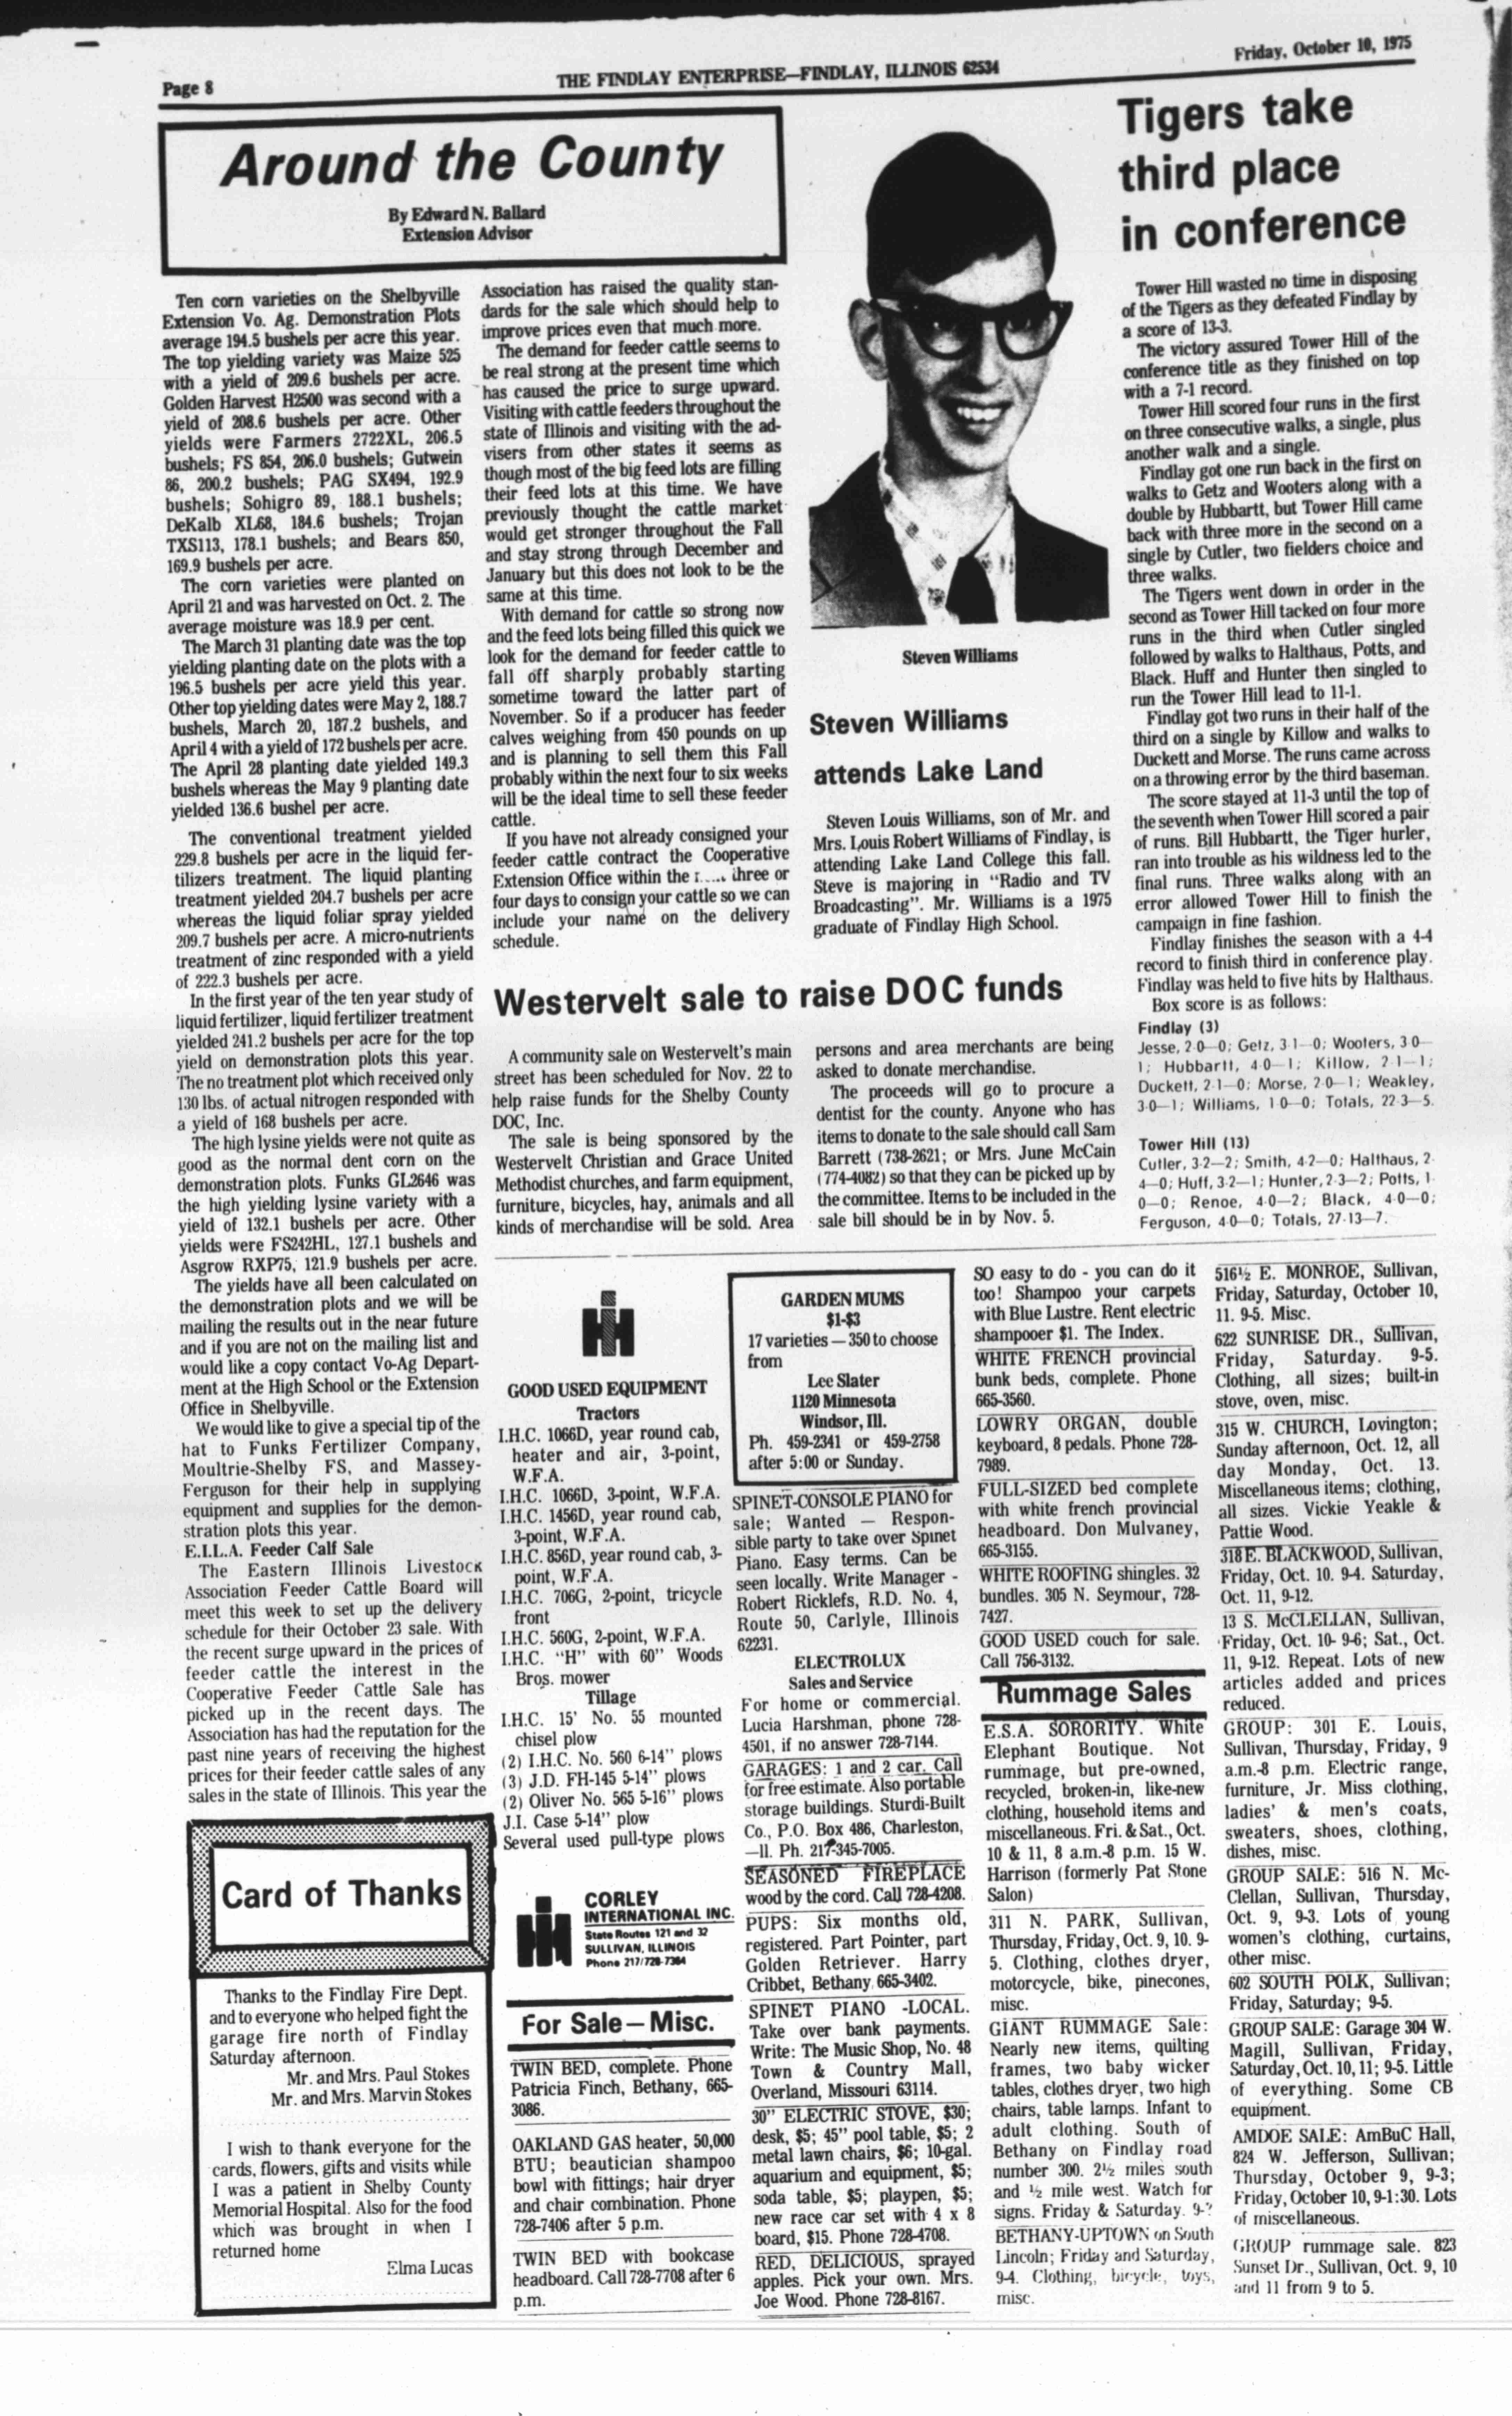 Page 8
THE FINDLAY ENTERPRISE—FINDLAY, ILLINOIS 62534
Friday, October 10, 1975
Around the County
By Edward N. Ballard
Extension Advisor
Ten corn varieties on the Shelbyville
Extension Vo. Ag. Demonstration Plots
average 194.5 bushels per acre this year.
The top yielding variety was Maize 525
with a yield of 209.6 bushels per acre.
Golden Harvest H2500 was second with a
yield of 208.6 bushels per acre. Other
yields were Farmers 2722XL, 206.5
bushels; FS 854, 206.0 bushels; Gutwein
86, 200.2 bushels; PAG SX494, 192.9
bushels; Sohigro 89, 188.1 bushels;
DeKalb XL68, 184.6 bushels; Trojan
TXS113, 178.1 bushels; and Bears 850,
169.9 bushels per acre.
The corn varieties were planted on
April 21 and was harvested on Oct. 2. The
average moisture was 18.9 per cent.
The March 31 planting date was the top
yielding planting date on the plots with a
196.5 bushels per acre yield this year.
Other top yielding dates were May 2, 188.7
bushels, March 20, 187.2 bushels, and
April 4 with a yield of 172 bushels per acre.
The April 28 planting date yielded 149.3
bushels whereas the May 9 planting date
yielded 136.6 bushel per acre.
The conventional treatment yielded
229.8 bushels per acre in the liquid fer-
tilizers treatment. The liquid planting
treatment yielded 204.7 bushels per acre
whereas the liquid foliar spray yielded
209.7 bushels per acre. A micro-nutrients
treatment of zinc responded with a yield
of 222.3 bushels per acre.
In the first year of the ten year study of
liquid fertilizer, liquid fertilizer treatment
yielded 241.2 bushels per acre for the top
yield on demonstration plots this year.
The no treatment plot which received only
130 lbs. of actual nitrogen responded with
a yield of 168 bushels per acre.
The high lysine yields were not quite as
good as the normal dent corn on the
demonstration plots. Funks GL2646 was
the high yielding lysine variety with a
yield of 132.1 bushels per acre. Other
yields were FS242HL, 127.1 bushels and
Asgrow RXP75, 121.9 bushels per acre.
The yields have all been calculated on
the demonstration plots and we will be
mailing the results out in the near future
and if you are not on the mailing list and
would like a copy contact Vo-Ag Depart-
ment at the High School or the Extension
Office in Shelbyville.
We would like to give a special tip of the
hat to Funks Fertilizer Company,
Moultrie-Shelby FS, and Massey-
Ferguson for their help in supplying
equipment and supplies for the demon-
stration plots this year.
E.I.L.A. Feeder Calf Sale
The Eastern Illinois Livestock
Association Feeder Cattle Board will
meet this week to set up the delivery
schedule for their October 23 sale. With
the recent surge upward in the prices of
feeder cattle the interest in the
Cooperative Feeder Cattle Sale has
picked up in the recent days. The
Association has had the reputation for the
past nine years of receiving the highest
prices for their feeder cattle sales of any
sales in the state of Illinois. This year the
Association has raised the quality stan-
dards for the sale which should help to
improve prices even that much more.
The demand for feeder cattle seems to
be real strong at the present time which
has caused the price to surge upward.
Visiting with cattle feeders throughout the
state of Illinois and visiting with the ad-
visers from other states it seems as
though most of the big feed lots are filling
their feed lots at this time. We have
previously thought the cattle market
would get stronger throughout the Fall
and stay strong through December and
January but this does not look to be the
same at this time.
With demand for cattle so strong now
and the feed lots being filled this quick we
look for the demand for feeder cattle to
fall off sharply probably starting
sometime toward the latter part of
November. So if a producer has feeder
calves weighing from 450 pounds on up
and is planning to sell them this Fall
probably within the next four to six weeks
will be the ideal time to sell these feeder
cattle.
If you have not already consigned your
feeder cattle contract the Cooperative
Extension Office within the three or
four days to consign your cattle so we can
include your name on the delivery
schedule.
Steven Williams
Steven Williams
attends Lake Land
Steven Louis Williams, son of Mr. and
Mrs. Louis Robert Williams of Findlay, is
attending Lake Land College this fall.
Steve is majoring in "Radio and TV
Broadcasting". Mr. Williams is a 1975
graduate of Findlay High School.
Tigers take
third place
in conference
Tower Hill wasted no time in disposing
of the Tigers as they defeated Findlay by
a score of 13-3.
The victory assured Tower Hill of the
conference title as they finished on top
with a 7-1 record.
Tower Hill scored four runs in the first
on three consecutive walks, a single, plus
another walk and a single.
Findlay got one run back in the first on
walks to Getz and Wooters along with a
double by Hubbartt, but Tower Hill came
back with three more in the second on a
single by Cutler, two fielders choice and
three walks.
The Tigers went down in order in the
second as Tower Hill tacked on four more
runs in the third when Cutler singled
followed by walks to Halthaus, Potts, and
Black. Huff and Hunter then singled to
run the Tower Hill lead to 11-1.
Findlay got two runs in their half of the
third on a single by Killow and walks to
Duckett and Morse. The runs came across
on a throwing error by the third baseman.
The score stayed at 11-3 until the top of
the seventh when Tower Hill scored a pair
of runs. Bill Hubbartt, the Tiger hurler,
ran into trouble as his wildness led to the
final runs. Three walks along with an
error allowed Tower Hill to finish the
campaign in fine fashion.
Findlay finishes the season with a 4-4
record to finish third in conference play.
Findlay was held to five hits by Halthaus.
Box score is as follows:
Findlay (3)
Jesse, 2-0—0; Getz, 3-1—0; Wooters, 3-0—
1; Hubbartt, 4-0—1; Killow, 2-1—1;
Duckett, 2-1—0; Morse, 2-0—1; Weakley,
3-0—1; Williams, 1-0—0; Totals, 22-3—5.
Tower Hill (13)
Cutler, 3-2—2; Smith, 4-2—0; Halthaus, 2-
4—0; Huff, 3-2—1; Hunter, 2-3—2; Potts, 1-
0—0; Renoe, 4-0—2; Black, 4-0—0;
Ferguson, 4-0—0; Totals, 27-13—7.
Westervelt sale to raise DOC funds
A community sale on Westervelt's main
street has been scheduled for Nov. 22 to
help raise funds for the Shelby County
DOC, Inc.
The sale is being sponsored by the
Westervelt Christian and Grace United
Methodist churches, and farm equipment,
furniture, bicycles, hay, animals and all
kinds of merchandise will be sold. Area
persons and area merchants are being
asked to donate merchandise.
The proceeds will go to procure a
dentist for the county. Anyone who has
items to donate to the sale should call Sam
Barrett (738-2621; or Mrs. June McCain
(774-4082) so that they can be picked up by
the committee. Items to be included in the
sale bill should be in by Nov. 5.
Card of Thanks
Thanks to the Findlay Fire Dept.
and to everyone who helped fight the
garage fire north of Findlay
Saturday afternoon.
Mr. and Mrs. Paul Stokes
Mr. and Mrs. Marvin Stokes
I wish to thank everyone for the
cards, flowers, gifts and visits while
I was a patient in Shelby County
Memorial Hospital. Also for the food
which was brought in when I
returned home
Elma Lucas
GOOD USED EQUIPMENT
Tractors
I.H.C. 1066D, year round cab,
heater and air, 3-point,
W.F.A.
I.H.C. 1066D, 3-point, W.F.A.
I.H.C. 1456D, year round cab,
3-point, W.F.A.
I.H.C. 856D, year round cab, 3-
point, W.F.A.
I.H.C. 706G, 2-point, tricycle
front
I.H.C. 560G, 2-point, W.F.A.
I.H.C. "H" with 60" Woods
Bros. mower
Tillage
I.H.C. 15' No. 55 mounted
chisel plow
(2) I.H.C. No. 560 6-14" plows
(3) J.D. FH-145 5-14" plows
(2) Oliver No. 565 5-16" plows
J.I. Case 5-14" plow
Several used pull-type plows
CORLEY
INTERNATIONAL INC.
State Routes 121 and 32
SULLIVAN, ILLINOIS
Phone 217/728-7364
For Sale—Misc.
TWIN BED, complete. Phone
Patricia Finch, Bethany, 665-
3086.
OAKLAND GAS heater, 50,000
BTU; beautician shampoo
bowl with fittings; hair dryer
and chair combination. Phone
728-7406 after 5 p.m.
TWIN BED with bookcase
headboard. Call 728-7708 after 6
p.m.
GARDEN MUMS
$1-$3
17 varieties — 350 to choose
from
Lee Slater
1120 Minnesota
Windsor, Ill.
Ph. 459-2341 or 459-2758
after 5:00 or Sunday.
SPINET-CONSOLE PIANO for
sale; Wanted — Respon-
sible party to take over Spinet
Piano. Easy terms. Can be
seen locally. Write Manager -
Robert Ricklefs, R.D. No. 4,
Route 50, Carlyle, Illinois
62231.
ELECTROLUX
Sales and Service
For home or commercial.
Lucia Harshman, phone 728-
4501, if no answer 728-7144.
GARAGES: 1 and 2 car. Call
for free estimate. Also portable
storage buildings. Sturdi-Built
Co., P.O. Box 486, Charleston,
—Il. Ph. 217-345-7005.
SEASONED FIREPLACE
wood by the cord. Call 728-4208.
PUPS: Six months old,
registered. Part Pointer, part
Golden Retriever. Harry
Cribbet, Bethany 665-3402.
SPINET PIANO -LOCAL.
Take over bank payments.
Write: The Music Shop, No. 48
Town & Country Mall,
Overland, Missouri 63114.
30" ELECTRIC STOVE, $30;
desk, $5; 45" pool table, $5; 2
metal lawn chairs, $6; 10-gal.
aquarium and equipment, $5;
soda table, $5; playpen, $5;
new race car set with 4 x 8
board, $15. Phone 728-4708.
RED, DELICIOUS, sprayed
apples. Pick your own. Mrs.
Joe Wood. Phone 728-8167.
SO easy to do - you can do it
too! Shampoo your carpets
with Blue Lustre. Rent electric
shampooer $1. The Index.
WHITE FRENCH provincial
bunk beds, complete. Phone
665-3560.
LOWRY ORGAN, double
keyboard, 8 pedals. Phone 728-
7989.
FULL-SIZED bed complete
with white french provincial
headboard. Don Mulvaney,
665-3155.
WHITE ROOFING shingles. 32
bundles. 305 N. Seymour, 728-
7427.
GOOD USED couch for sale.
Call 756-3132.
Rummage Sales
E.S.A. SORORITY. White
Elephant Boutique. Not
rummage, but pre-owned,
recycled, broken-in, like-new
clothing, household items and
miscellaneous. Fri. & Sat., Oct.
10 & 11, 8 a.m.-8 p.m. 15 W.
Harrison (formerly Pat Stone
Salon)
311 N. PARK, Sullivan,
Thursday, Friday, Oct. 9, 10. 9-
5. Clothing, clothes dryer,
motorcycle, bike, pinecones,
misc.
GIANT RUMMAGE Sale:
Nearly new items, quilting
frames, two baby wicker
tables, clothes dryer, two high
chairs, table lamps. Infant to
adult clothing. South of
Bethany on Findlay road
number 300. 2½ miles south
and ½ mile west. Watch for
signs. Friday & Saturday. 9-?
BETHANY-UPTOWN on South
Lincoln; Friday and Saturday,
9-4. Clothing, bicycle, toys,
misc.
516½ E. MONROE, Sullivan,
Friday, Saturday, October 10,
11. 9-5. Misc.
622 SUNRISE DR., Sullivan,
Friday, Saturday. 9-5.
Clothing, all sizes; built-in
stove, oven, misc.
315 W. CHURCH, Lovington;
Sunday afternoon, Oct. 12, all
day Monday, Oct. 13.
Miscellaneous items; clothing,
all sizes. Vickie Yeakle &
Pattie Wood.
318 E. BLACKWOOD, Sullivan,
Friday, Oct. 10. 9-4. Saturday,
Oct. 11, 9-12.
13 S. McCLELLAN, Sullivan,
Friday, Oct. 10- 9-6; Sat., Oct.
11, 9-12. Repeat. Lots of new
articles added and prices
reduced.
GROUP: 301 E. Louis,
Sullivan, Thursday, Friday, 9
a.m.-8 p.m. Electric range,
furniture, Jr. Miss clothing,
ladies' & men's coats,
sweaters, shoes, clothing,
dishes, misc.
GROUP SALE: 516 N. Mc-
Clellan, Sullivan, Thursday,
Oct. 9, 9-3. Lots of young
women's clothing, curtains,
other misc.
602 SOUTH POLK, Sullivan;
Friday, Saturday; 9-5.
GROUP SALE: Garage 304 W.
Magill, Sullivan, Friday,
Saturday, Oct. 10, 11; 9-5. Little
of everything. Some CB
equipment.
AMDOE SALE: AmBuC Hall,
824 W. Jefferson, Sullivan;
Thursday, October 9, 9-3;
Friday, October 10, 9-1:30. Lots
of miscellaneous.
GROUP rummage sale. 823
Sunset Dr., Sullivan, Oct. 9, 10
and 11 from 9 to 5.